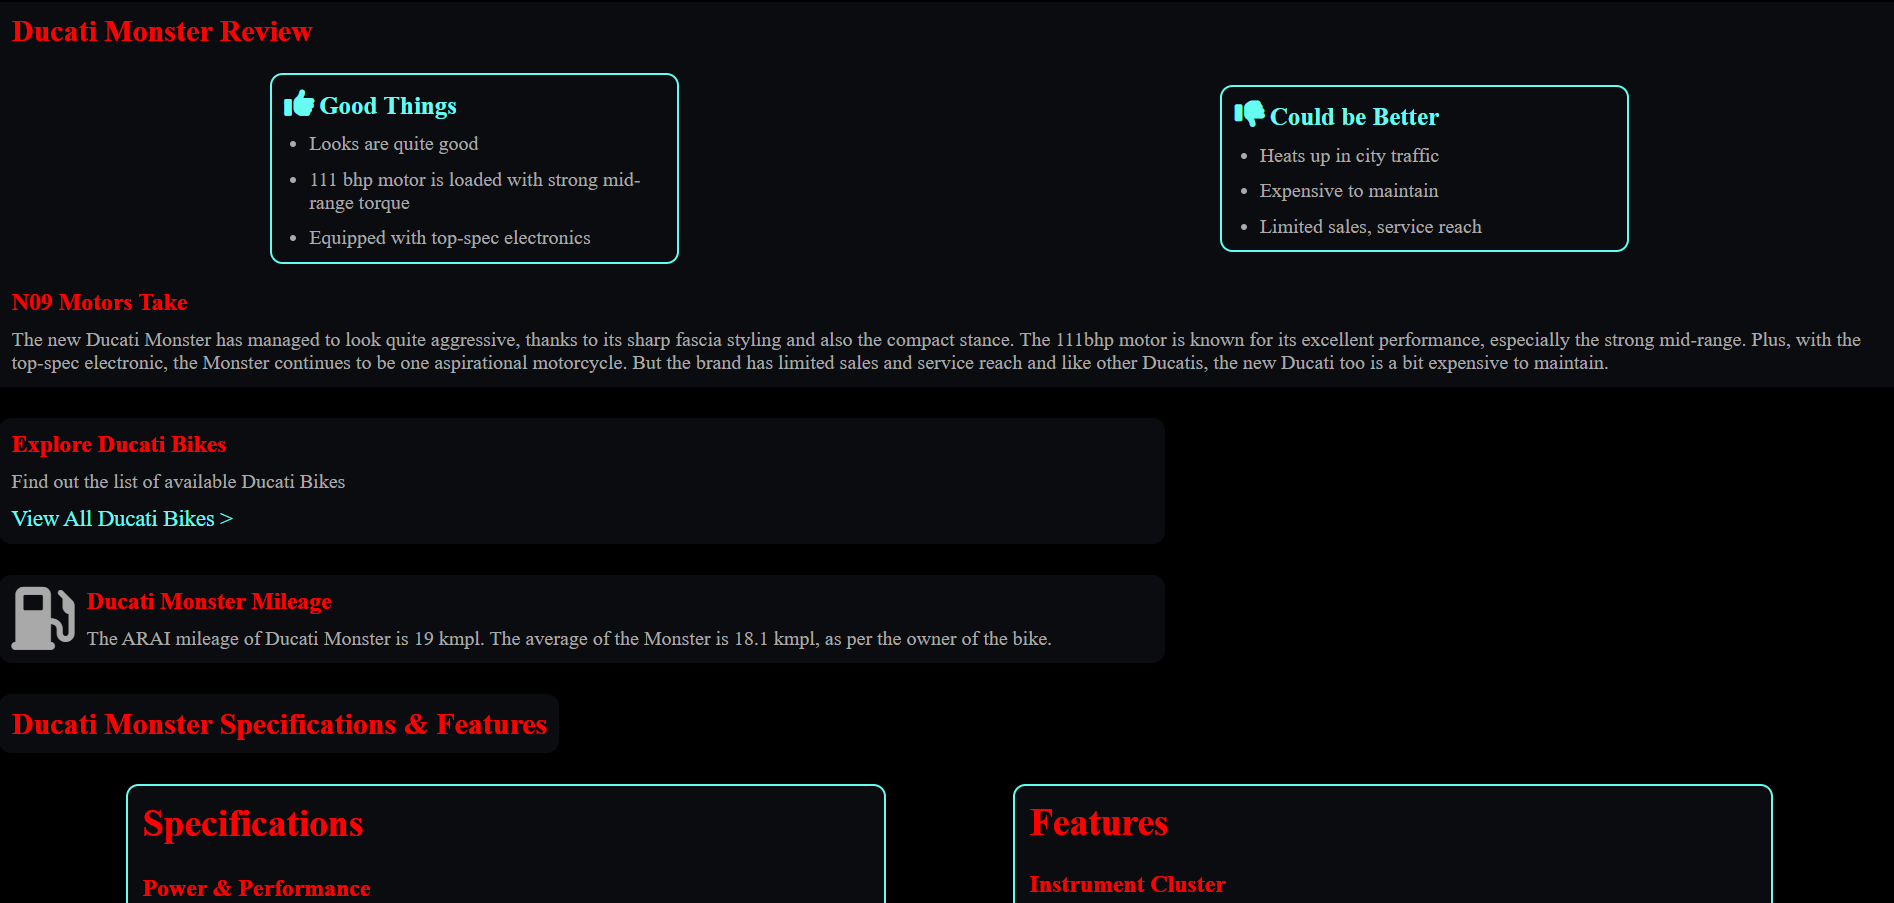 Ducati Monster Review
Good Things
Looks are quite good
111 bhp motor is loaded with strong mid-
range torque
Equipped with top-spec electronics
Could be Better
Heats up in city traffic
Expensive to maintain
Limited sales, service reach
N09 Motors Take
The new Ducati Monster has managed to look quite aggressive, thanks to its sharp fascia styling and also the compact stance. The 111bhp motor is known for its excellent performance, especially the strong mid-range. Plus, with the
top-spec electronic, the Monster continues to be one aspirational motorcycle. But the brand has limited sales and service reach and like other Ducatis, the new Ducati too is a bit expensive to maintain.
Explore Ducati Bikes
Find out the list of available Ducati Bikes
View All Ducati Bikes >
Ducati Monster Mileage
The ARAI mileage of Ducati Monster is 19 kmpl. The average of the Monster is 18.1 kmpl, as per the owner of the bike.
Ducati Monster Specifications & Features
Specifications
Power & Performance
Features
Instrument Cluster